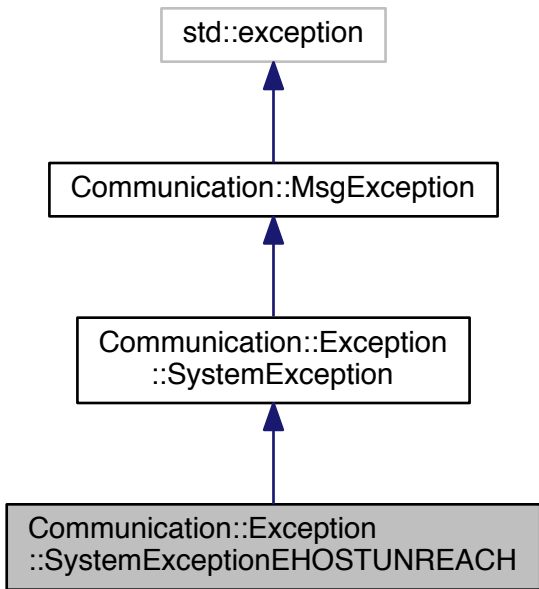 std::exception
Communication::MsgException
Communication::Exception
::SystemException
Communication::Exception
::SystemExceptionEHOSTUNREACH